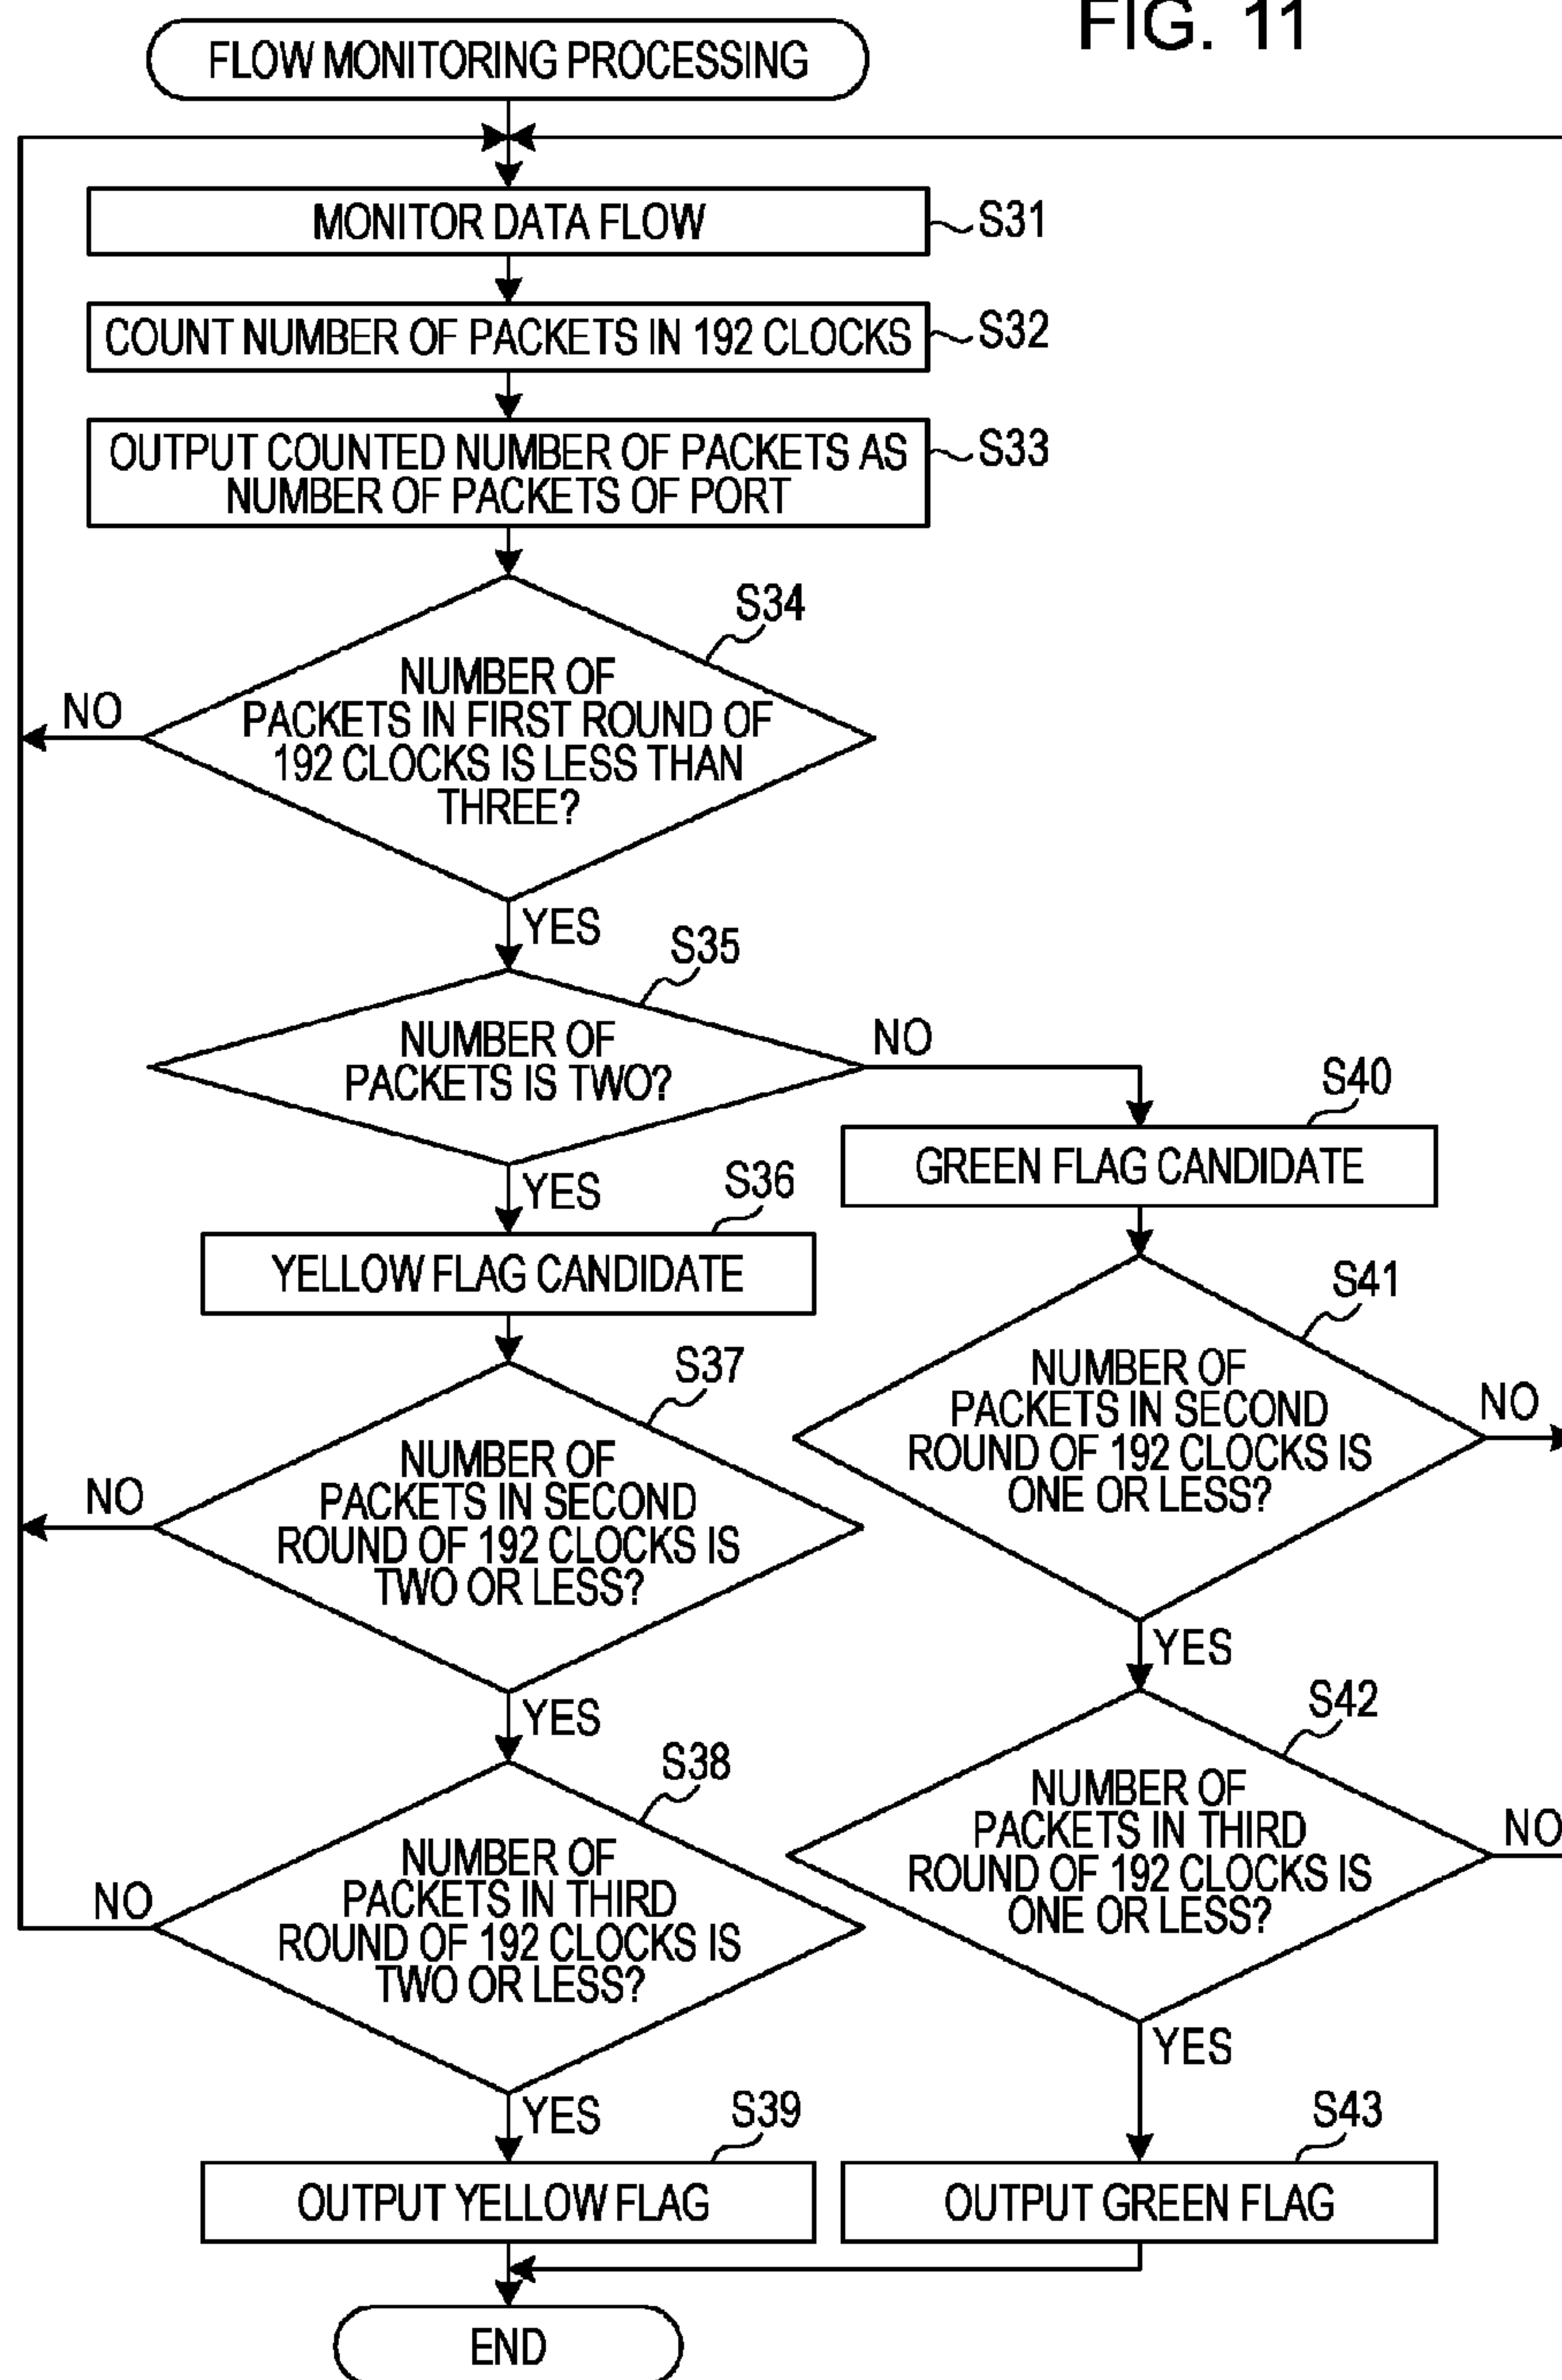 FIG. 11
FLOW MONITORING PROCESSING
MONITOR DATA FLOW
S31
COUNT NUMBER OF PACKETS IN 192 CLOCKS
S32
OUTPUT COUNTED NUMBER OF PACKETS AS
NUMBER OF PACKETS OF PORT
S33
S34
NUMBER OF
PACKETS IN FIRST ROUND OF
192 CLOCKS IS LESS THAN
THREE?
NO
YES
S35
NUMBER OF
PACKETS IS TWO?
NO
YES
S36
YELLOW FLAG CANDIDATE
S37
NUMBER OF
PACKETS IN SECOND
ROUND OF 192 CLOCKS IS
TWO OR LESS?
NO
YES
S38
NUMBER OF
PACKETS IN THIRD
ROUND OF 192 CLOCKS IS
TWO OR LESS?
NO
YES
S39
OUTPUT YELLOW FLAG
S40
GREEN FLAG CANDIDATE
S41
NUMBER OF
PACKETS IN SECOND
ROUND OF 192 CLOCKS IS
ONE OR LESS?
NO
YES
S42
NUMBER OF
PACKETS IN THIRD
ROUND OF 192 CLOCKS IS
ONE OR LESS?
NO
YES
S43
OUTPUT GREEN FLAG
END